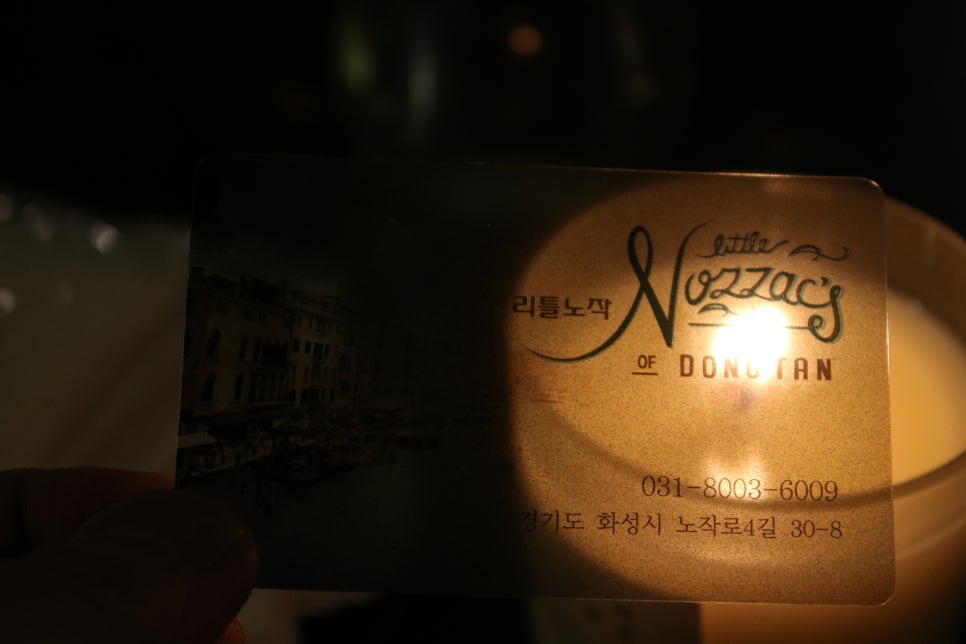 little
Nozzac's
리틀노작
OF DONGTAN
031-8003-6009
경기도 화성시 노작로4길 30-8